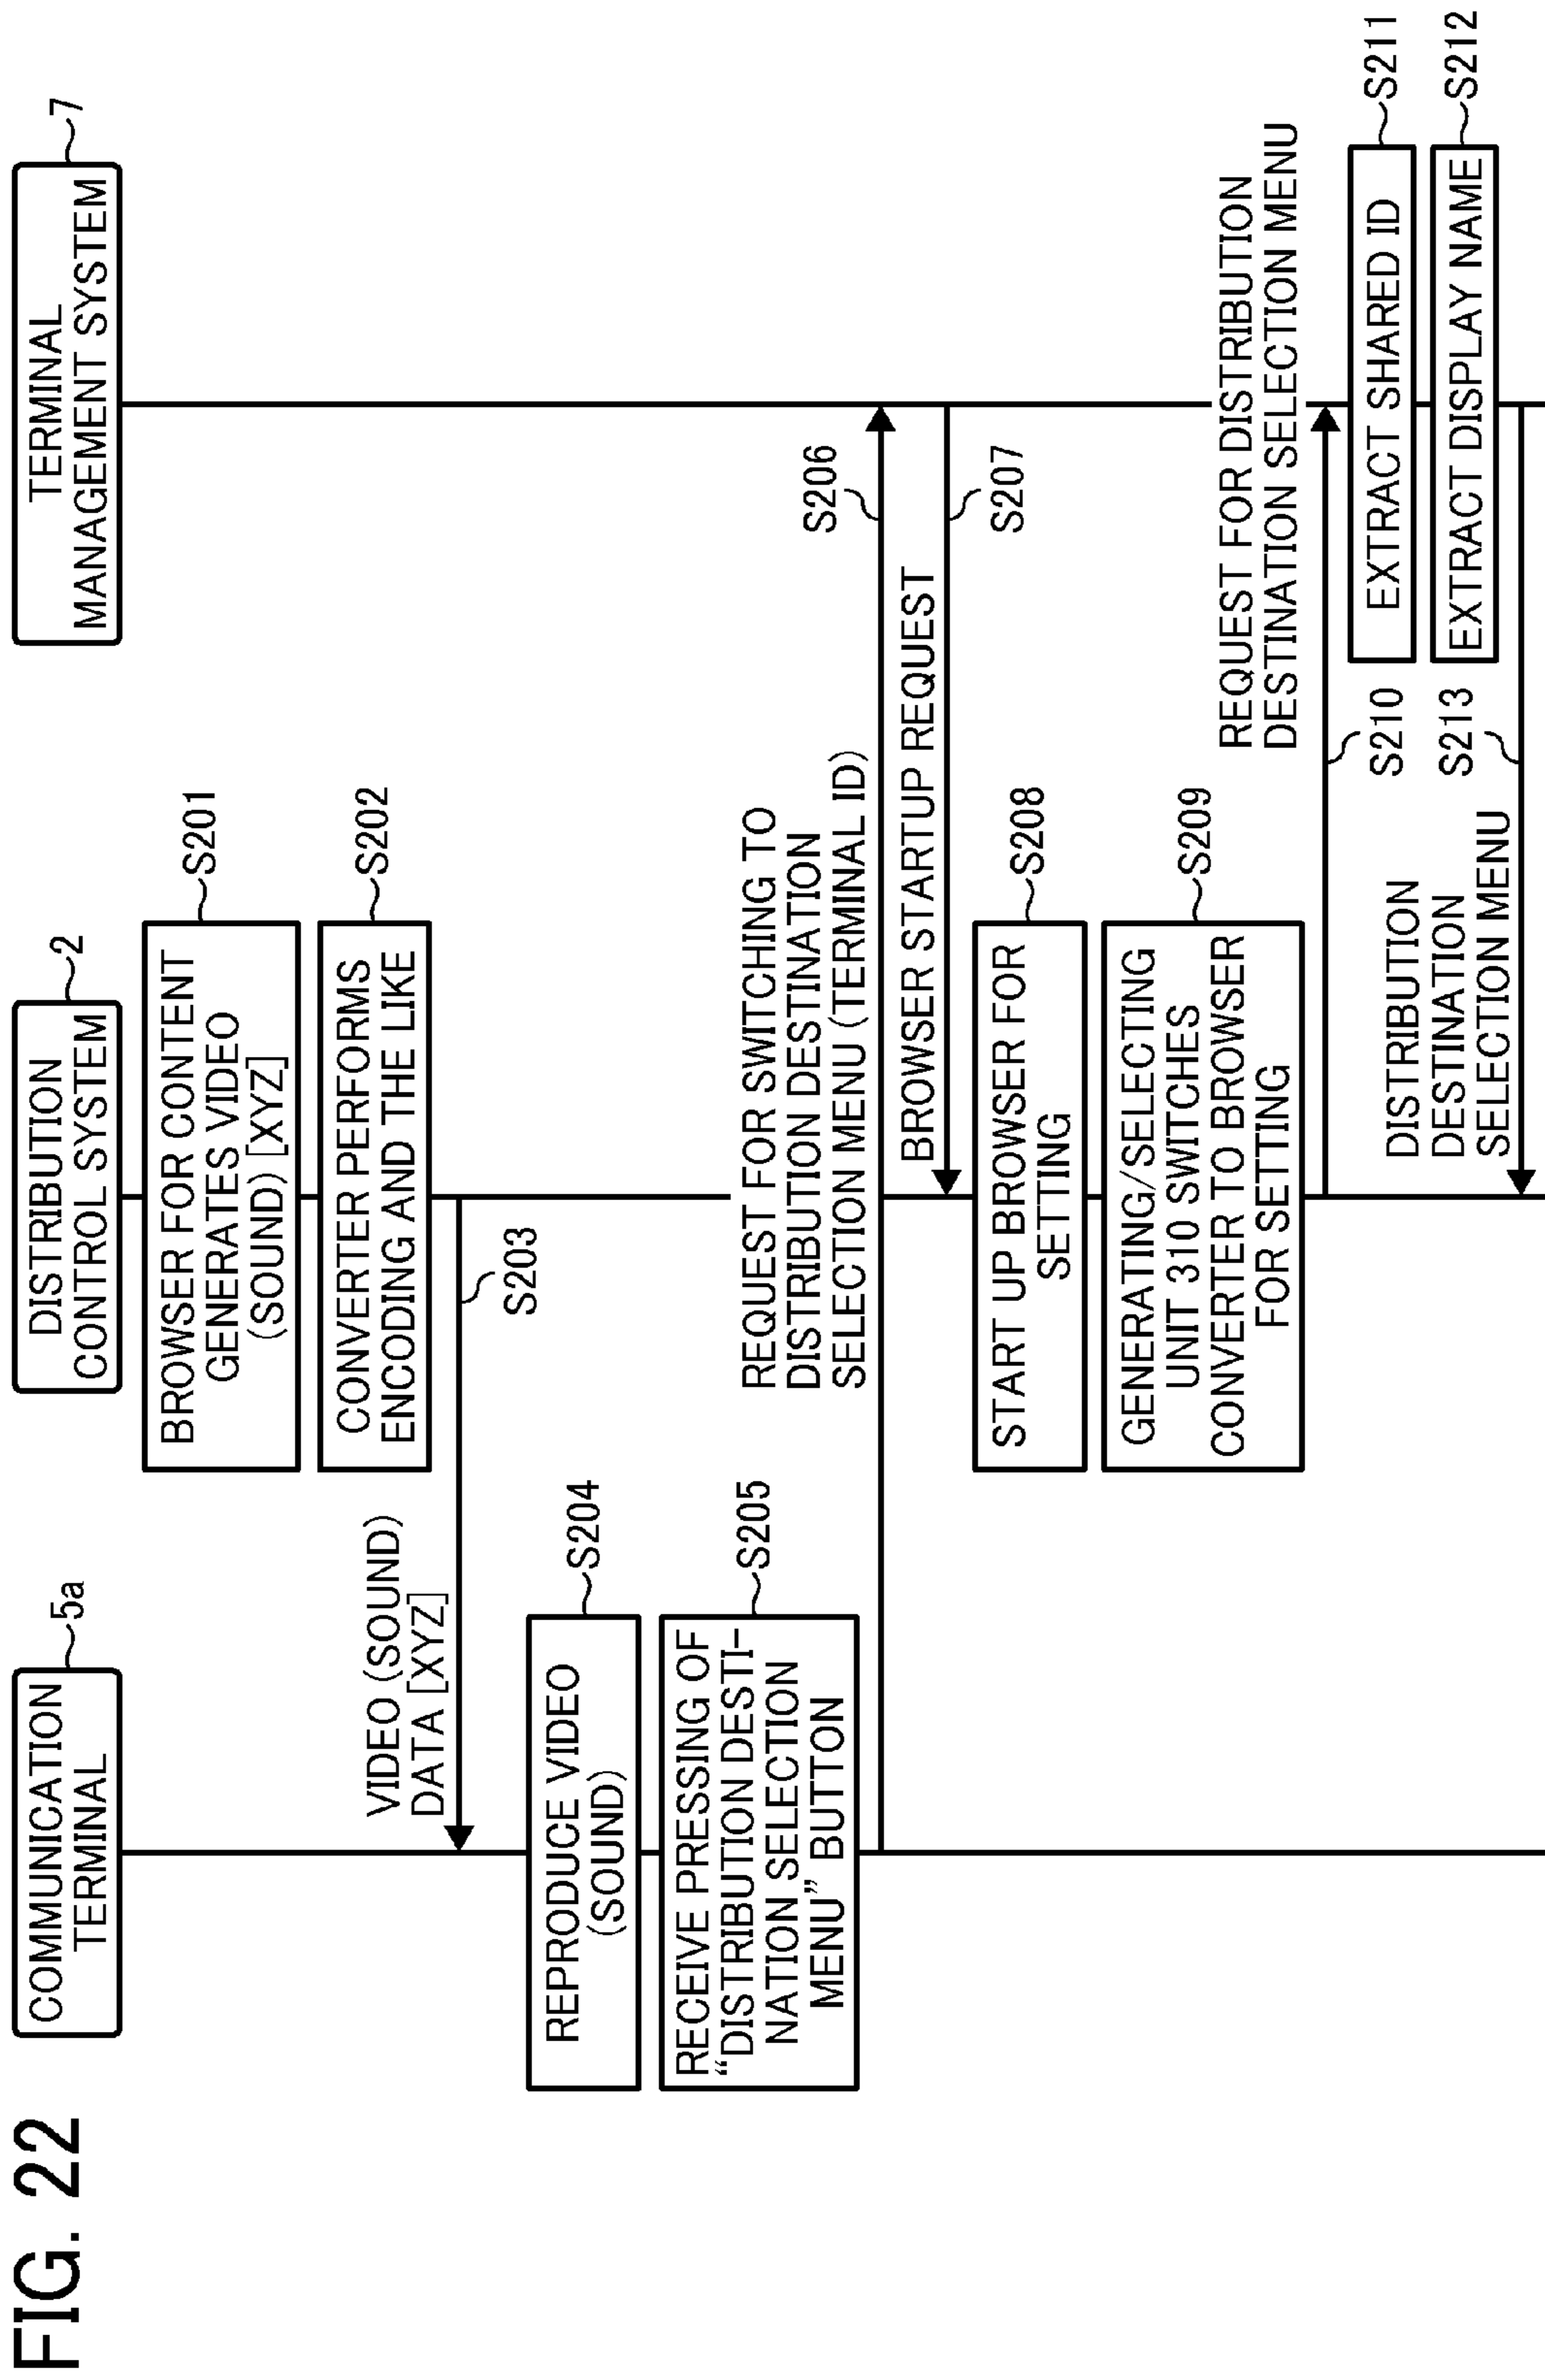 FIG. 22
COMMUNICATION
TERMINAL
5a
DISTRIBUTION
CONTROL SYSTEM
2
TERMINAL
MANAGEMENT SYSTEM
7
BROWSER FOR CONTENT
GENERATES VIDEO
(SOUND) [XYZ]
S201
CONVERTER PERFORMS
ENCODING AND THE LIKE
S202
VIDEO (SOUND)
DATA [XYZ]
S203
REPRODUCE VIDEO
(SOUND)
S204
RECEIVE PRESSING OF
“DISTRIBUTION DESTI-
NATION SELECTION
MENU” BUTTON
S205
REQUEST FOR SWITCHING TO
DISTRIBUTION DESTINATION
SELECTION MENU (TERMINAL ID)
S206
BROWSER STARTUP REQUEST
S207
START UP BROWSER FOR
SETTING
S208
GENERATING/SELECTING
UNIT 310 SWITCHES
CONVERTER TO BROWSER
FOR SETTING
S209
REQUEST FOR DISTRIBUTION
DESTINATION SELECTION MENU
S210
EXTRACT SHARED ID
S211
EXTRACT DISPLAY NAME
S212
DISTRIBUTION
DESTINATION
SELECTION MENU
S213